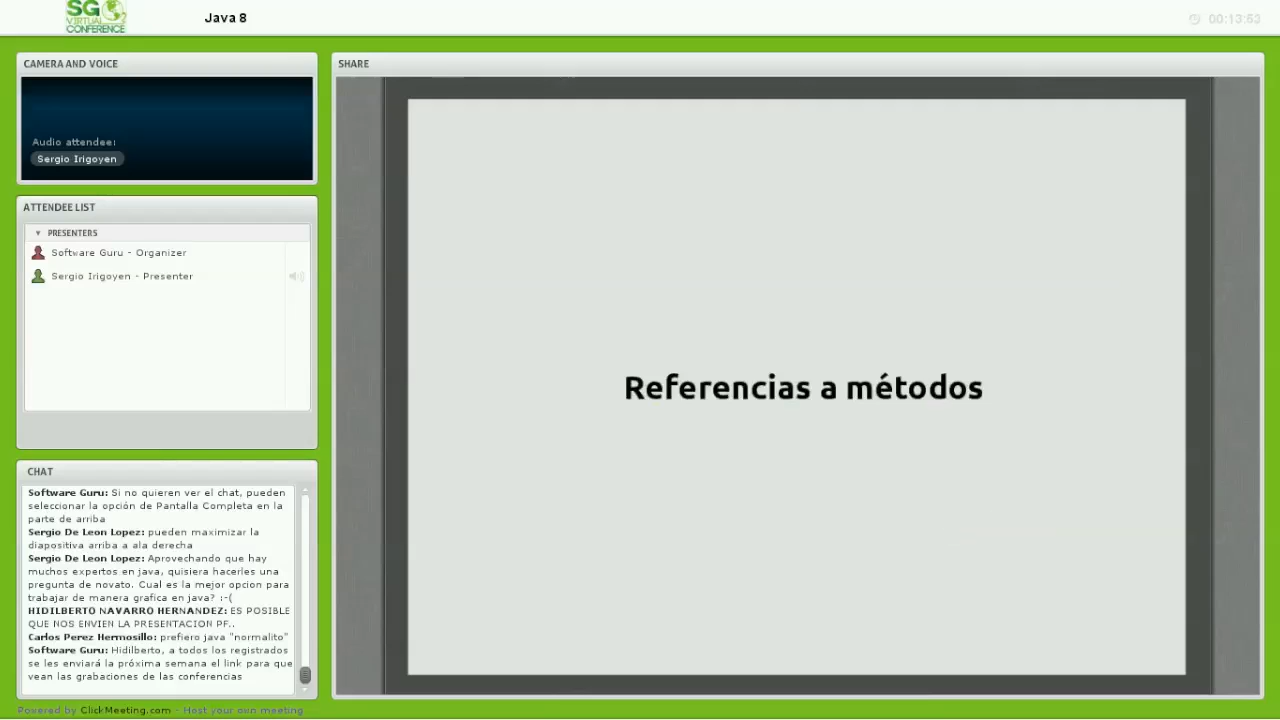 SG
VIRTUAL
CONFERENCE
Java 8
00:13:53
CAMERA AND VOICE
Audio attendee:
Sergio Irigoyen
ATTENDEE LIST
PRESENTERS
Software Guru - Organizer
Sergio Irigoyen - Presenter
CHAT
Software Guru: Si no quieren ver el chat, pueden
seleccionar la opción de Pantalla Completa en la
parte de arriba
Sergio De Leon Lopez: pueden maximizar la
diapositiva arriba a ala derecha
Sergio De Leon Lopez: Aprovechando que hay
muchos expertos en java, quisiera hacerles una
pregunta de novato. Cual es la mejor opcion para
trabajar de manera grafica en java? :-(
HIDILBERTO NAVARRO HERNANDEZ: ES POSIBLE
QUE NOS ENVIEN LA PRESENTACION PF..
Carlos Perez Hermosillo: prefiero java "normalito"
Software Guru: Hidilberto, a todos los registrados
se les enviará la próxima semana el link para que
vean las grabaciones de las conferencias
Powered by ClickMeeting.com - Host your own meeting
SHARE
Referencias a métodos